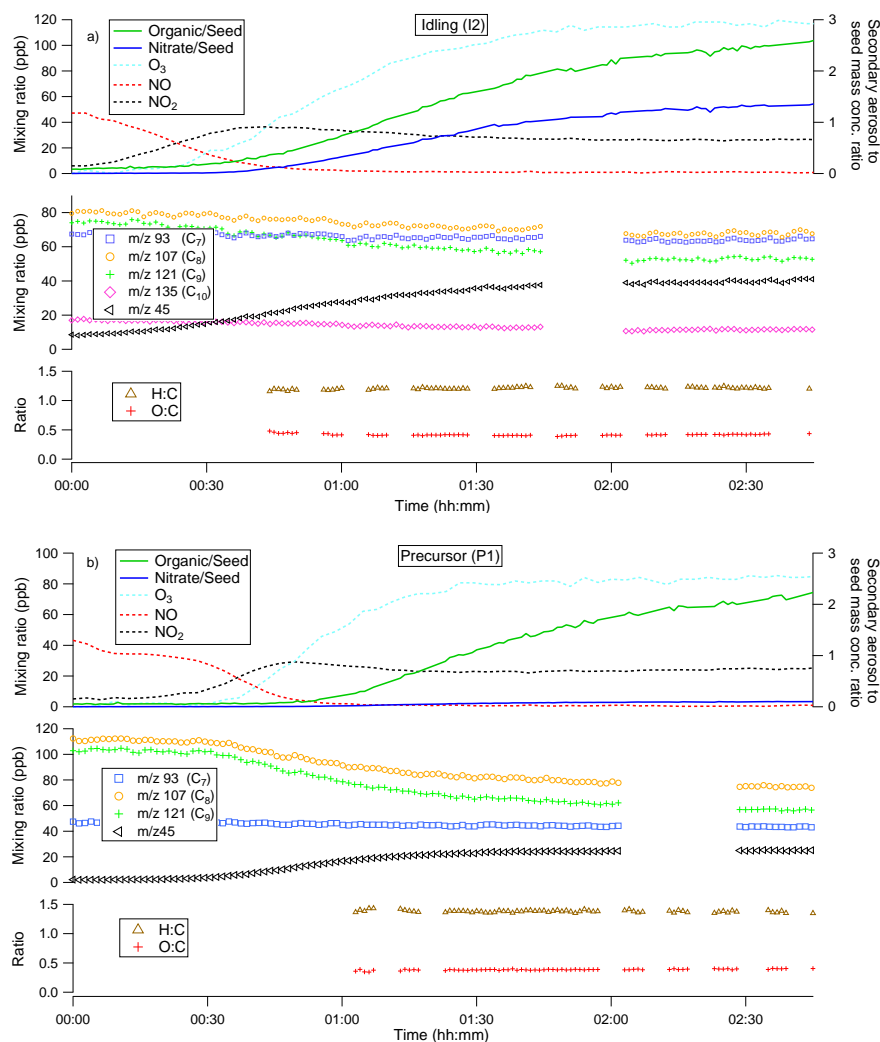 a)
Idling (I2)
Organic/Seed
Nitrate/Seed
O3
NO
NO2
Mixing ratio (ppb)
120
100
80
60
40
20
0
Secondary aerosol to
seed mass conc. ratio
3
2
1
0
Mixing ratio (ppb)
80
60
40
20
0
m/z 93 (C7)
m/z 107 (C8)
m/z 121 (C9)
m/z 135 (C10)
m/z 45
Ratio
1.5
1.0
0.5
0.0
H:C
O:C
00:00 00:30 01:00 01:30 02:00 02:30
Time (hh:mm)
b)
Precursor (P1)
Organic/Seed
Nitrate/Seed
O3
NO
NO2
Mixing ratio (ppb)
100
80
60
40
20
0
Secondary aerosol to
seed mass conc. ratio
3
2
1
0
Mixing ratio (ppb)
120
100
80
60
40
20
0
m/z 93 (C7)
m/z 107 (C8)
m/z 121 (C9)
m/z45
Ratio
1.5
1.0
0.5
0.0
H:C
O:C
00:00 00:30 01:00 01:30 02:00 02:30
Time (hh:mm)